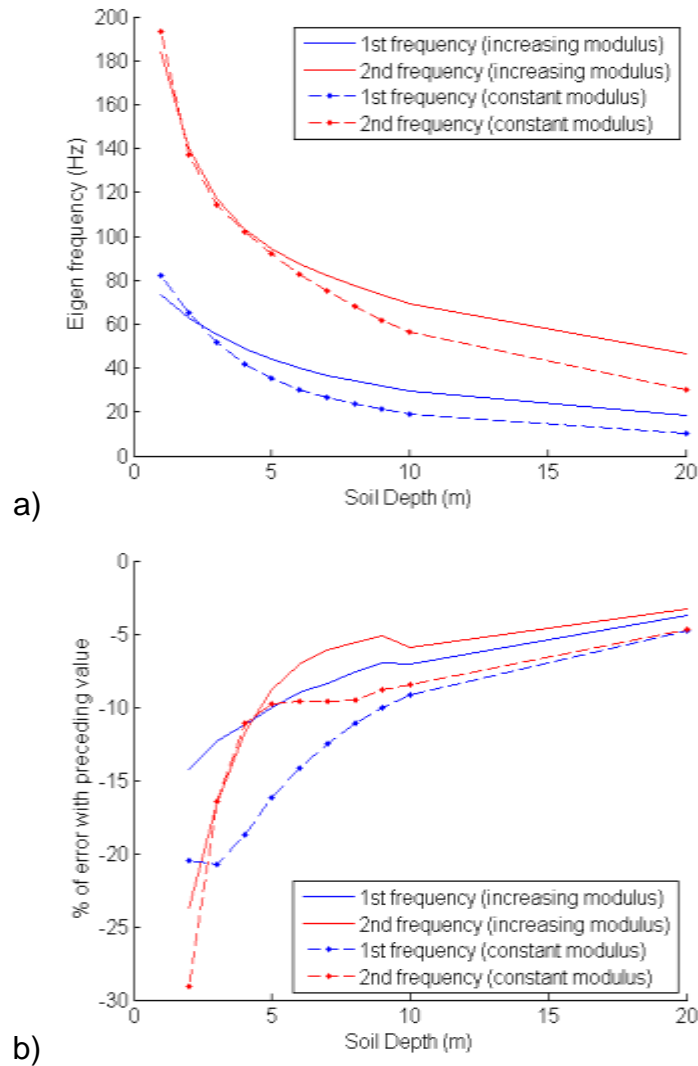 200
180
160
140
120
100
80
60
40
20
0
Eigen frequency (Hz)
1st frequency (increasing modulus)
2nd frequency (increasing modulus)
1st frequency (constant modulus)
2nd frequency (constant modulus)
0 5 10 15 20
Soil Depth (m)
a)
0
-5
-10
-15
-20
-25
-30
% of error with preceding value
0 5 10 15 20
1st frequency (increasing modulus)
2nd frequency (increasing modulus)
1st frequency (constant modulus)
2nd frequency (constant modulus)
Soil Depth (m)
b)